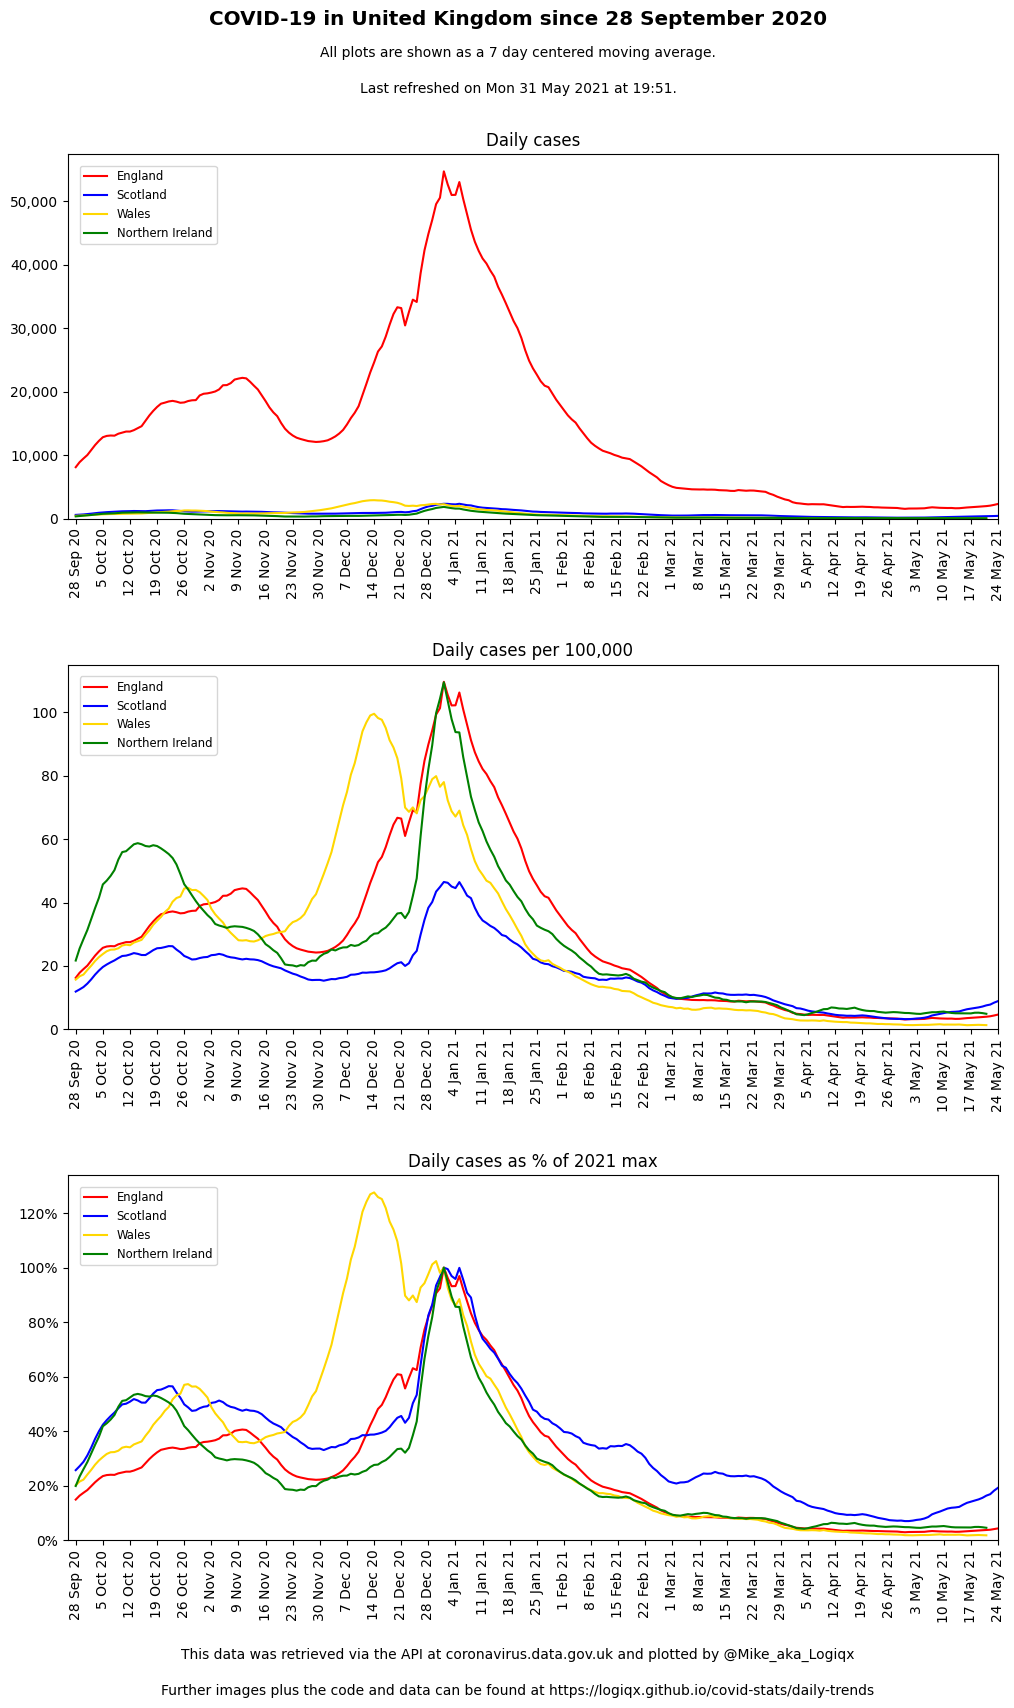 COVID-19 in United Kingdom since 28 September 2020
All plots are shown as a 7 day centered moving average.
Last refreshed on Mon 31 May 2021 at 19:51.
Daily cases
England
Scotland
Wales
Northern Ireland
50,000
40,000
30,000
20,000
10,000
0
28 Sep 20
5 Oct 20
12 Oct 20
19 Oct 20
26 Oct 20
2 Nov 20
9 Nov 20
16 Nov 20
23 Nov 20
30 Nov 20
7 Dec 20
14 Dec 20
21 Dec 20
28 Dec 20
4 Jan 21
11 Jan 21
18 Jan 21
25 Jan 21
1 Feb 21
8 Feb 21
15 Feb 21
22 Feb 21
1 Mar 21
8 Mar 21
15 Mar 21
22 Mar 21
29 Mar 21
5 Apr 21
12 Apr 21
19 Apr 21
26 Apr 21
3 May 21
10 May 21
17 May 21
24 May 21
Daily cases per 100,000
England
Scotland
Wales
Northern Ireland
100
80
60
40
20
0
28 Sep 20
5 Oct 20
12 Oct 20
19 Oct 20
26 Oct 20
2 Nov 20
9 Nov 20
16 Nov 20
23 Nov 20
30 Nov 20
7 Dec 20
14 Dec 20
21 Dec 20
28 Dec 20
4 Jan 21
11 Jan 21
18 Jan 21
25 Jan 21
1 Feb 21
8 Feb 21
15 Feb 21
22 Feb 21
1 Mar 21
8 Mar 21
15 Mar 21
22 Mar 21
29 Mar 21
5 Apr 21
12 Apr 21
19 Apr 21
26 Apr 21
3 May 21
10 May 21
17 May 21
24 May 21
Daily cases as % of 2021 max
England
Scotland
Wales
Northern Ireland
120%
100%
80%
60%
40%
20%
0%
28 Sep 20
5 Oct 20
12 Oct 20
19 Oct 20
26 Oct 20
2 Nov 20
9 Nov 20
16 Nov 20
23 Nov 20
30 Nov 20
7 Dec 20
14 Dec 20
21 Dec 20
28 Dec 20
4 Jan 21
11 Jan 21
18 Jan 21
25 Jan 21
1 Feb 21
8 Feb 21
15 Feb 21
22 Feb 21
1 Mar 21
8 Mar 21
15 Mar 21
22 Mar 21
29 Mar 21
5 Apr 21
12 Apr 21
19 Apr 21
26 Apr 21
3 May 21
10 May 21
17 May 21
24 May 21
This data was retrieved via the API at coronavirus.data.gov.uk and plotted by @Mike_aka_Logiqx
Further images plus the code and data can be found at https://logiqx.github.io/covid-stats/daily-trends